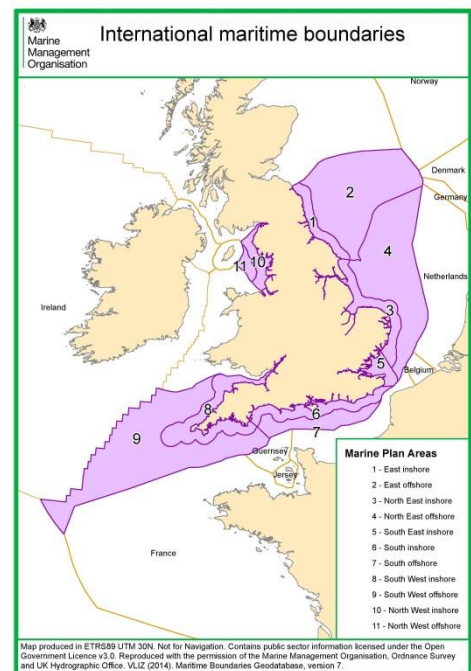 Marine
Management
Organisation
International maritime boundaries
Norway
Denmark
Germany
Netherlands
Ireland
Belgium
Guernsey
Jersey
France
1
2
3
4
5
6
7
8
9
10
11
Marine Plan Areas
1 - East inshore
2 - East offshore
3 - North East inshore
4 - North East offshore
5 - South East inshore
6 - South inshore
7 - South offshore
8 - South West inshore
9 - South West offshore
10 - North West inshore
11 - North West offshore
Map produced in ETRS89 UTM 30N. Not for Navigation. Contains public sector information licensed under the Open
Government Licence v3.0. Reproduced with the permission of the Marine Management Organisation, Ordnance Survey
and UK Hydrographic Office. VLIZ (2014). Maritime Boundaries Geodatabase, version 7.